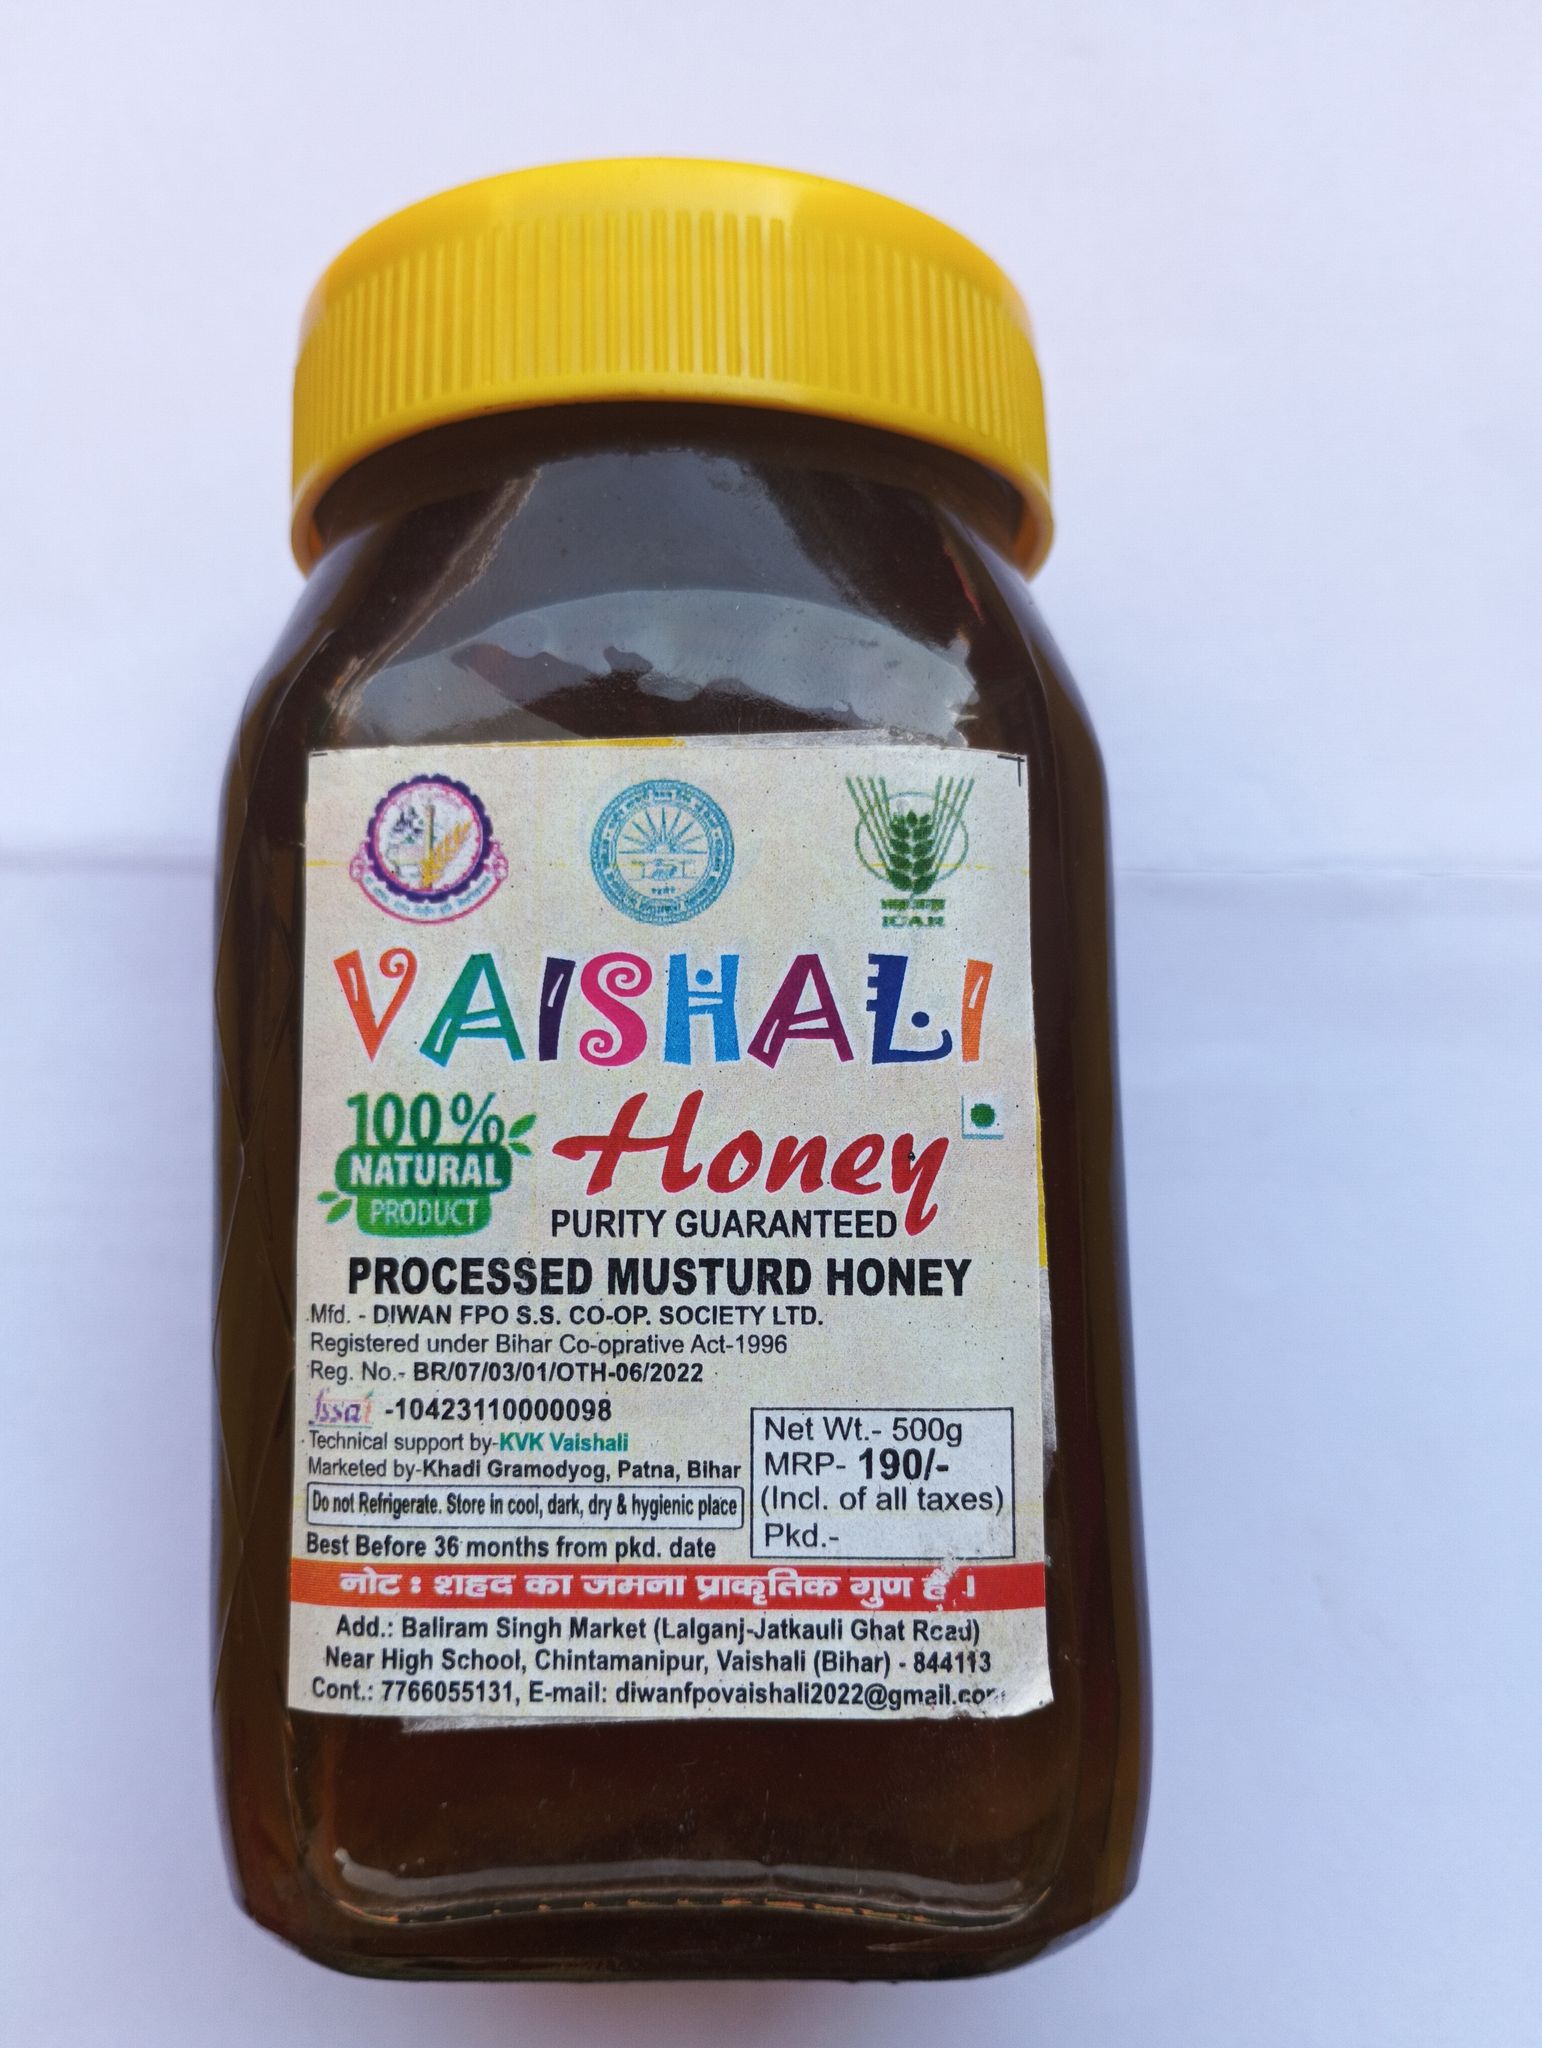 ICAR
VAISHALI
100%
NATURAL
PRODUCT
Honey
PURITY GUARANTEED
PROCESSED MUSTURD HONEY
Mfd. - DIWAN FPO S.S. CO-OP. SOCIETY LTD.
Registered under Bihar Co-oprative Act-1996
Reg. No.- BR/07/03/01/OTH-06/2022
fssai -10423110000098
Technical support by-KVK Vaishali
Marketed by-Khadi Gramodyog, Patna, Bihar
Do not Refrigerate. Store in cool, dark, dry & hygienic place
Best Before 36 months from pkd. date
Net Wt.- 500g
MRP- 190/-
(Incl. of all taxes)
Pkd.-
नोट : शहद का जमना प्राकृतिक गुण है ।
Add.: Baliram Singh Market (Lalganj-Jatkauli Ghat Road)
Near High School, Chintamanipur, Vaishali (Bihar) - 844113
Cont.: 7766055131, E-mail: diwanfpovaishali2022@gmail.com